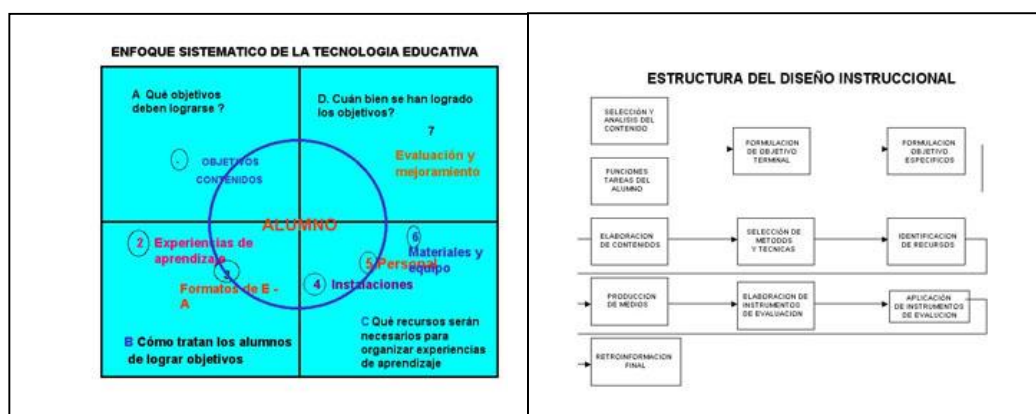 ENFOQUE SISTEMATICO DE LA TECNOLOGIA EDUCATIVA
A Qué objetivos
deben lograrse ?
D. Cuán bien se han logrado
los objetivos?
7
Evaluación y
mejoramiento
OBJETIVOS
CONTENIDOS
ALUMNO
2 Experiencias de
aprendizaje
3
Formatos de E -
A
6
Materiales y
equipo
5 Personal
4 Instalaciones
B Cómo tratan los alumnos
de lograr objetivos
C Qué recursos serán
necesarios para
organizar experiencias
de aprendizaje
ESTRUCTURA DEL DISEÑO INSTRUCCIONAL
SELECCIÓN Y
ANALISIS DEL
CONTENIDO
FUNCIONES
TAREAS DEL
ALUMNO
FORMULACION
DE OBJETIVO
TERMINAL
FORMULACION
OBJETIVO
ESPECIFICOS
ELABORACION
DE CONTENIDOS
SELECCIÓN DE
METODOS
Y TECNICAS
IDENTIFICACION
DE RECURSOS
PRODUCCION
DE MEDIOS
ELABORACION DE
INSTRUMENTOS
DE EVALUACION
APLICACIÓN
DE INSTRUMENTOS
DE EVALUCION
RETROINFORMACION
FINAL